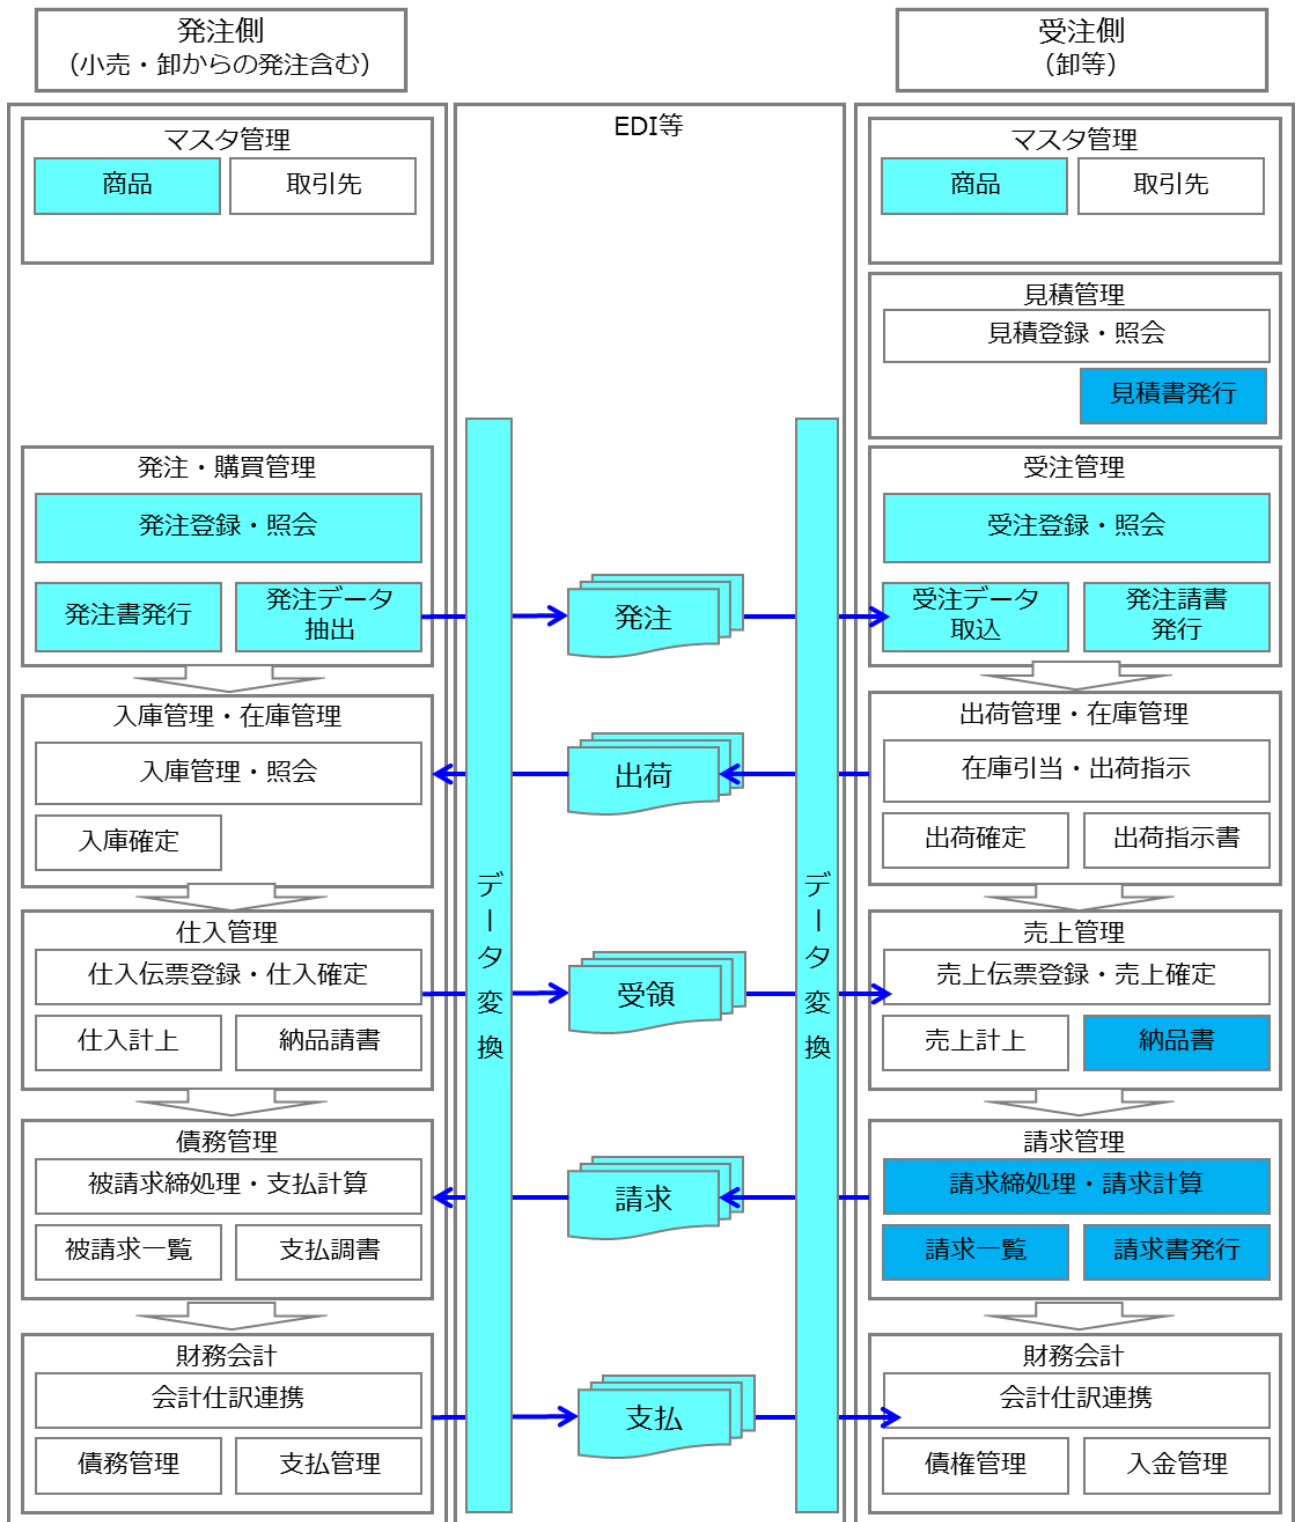 発注側
（小売・卸からの発注含む）
マスタ管理
商品
取引先
発注・購買管理
発注登録・照会
発注書発行
発注データ
抽出
入庫管理・在庫管理
入庫管理・照会
入庫確定
仕入管理
仕入伝票登録・仕入確定
仕入計上
納品請書
債務管理
被請求締処理・支払計算
被請求一覧
支払調書
財務会計
会計仕訳連携
債務管理
支払管理
EDI等
データ変換
発注
出荷
受領
請求
支払
データ変換
受注側
（卸等）
マスタ管理
商品
取引先
見積管理
見積登録・照会
見積書発行
受注管理
受注登録・照会
受注データ
取込
発注請書
発行
出荷管理・在庫管理
在庫引当・出荷指示
出荷確定
出荷指示書
売上管理
売上伝票登録・売上確定
売上計上
納品書
請求管理
請求締処理・請求計算
請求一覧
請求書発行
財務会計
会計仕訳連携
債権管理
入金管理